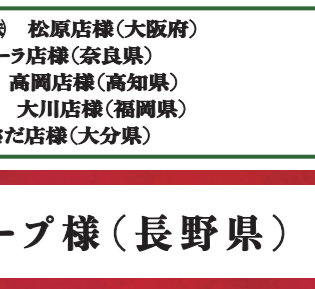 ㈱ 松原店様（大阪府）
ーラ店様（奈良県）
高岡店様（高知県）
大川店様（福岡県）
だ店様（大分県）
ープ様（長野県）